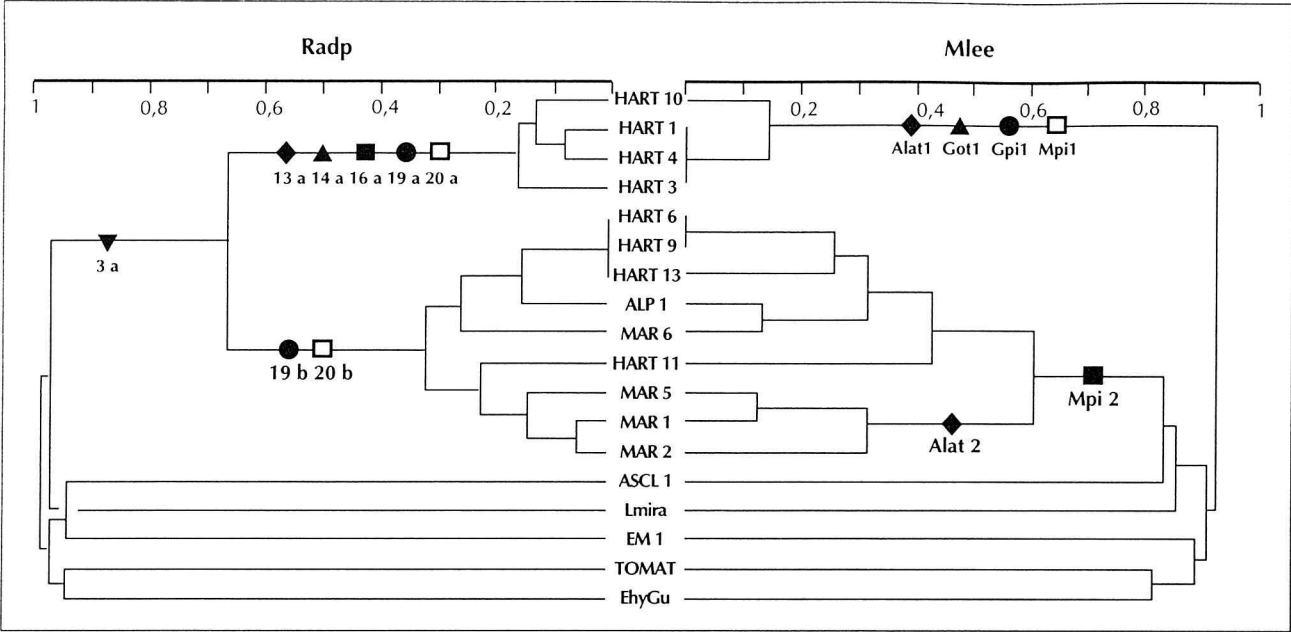 Radp
Mlee
1 0,8 0,6 0,4 0,2
0,2 0,4 0,6 0,8 1
HART 10
HART 1
HART 4
HART 3
HART 6
HART 9
HART 13
ALP 1
MAR 6
HART 11
MAR 5
MAR 1
MAR 2
ASCL 1
Lmira
EM 1
TOMAT
EhyGu
13 a 14 a 16 a 19 a 20 a
3 a
19 b 20 b
Alat1 Got1 Gpi1 Mpi1
Mpi 2
Alat 2